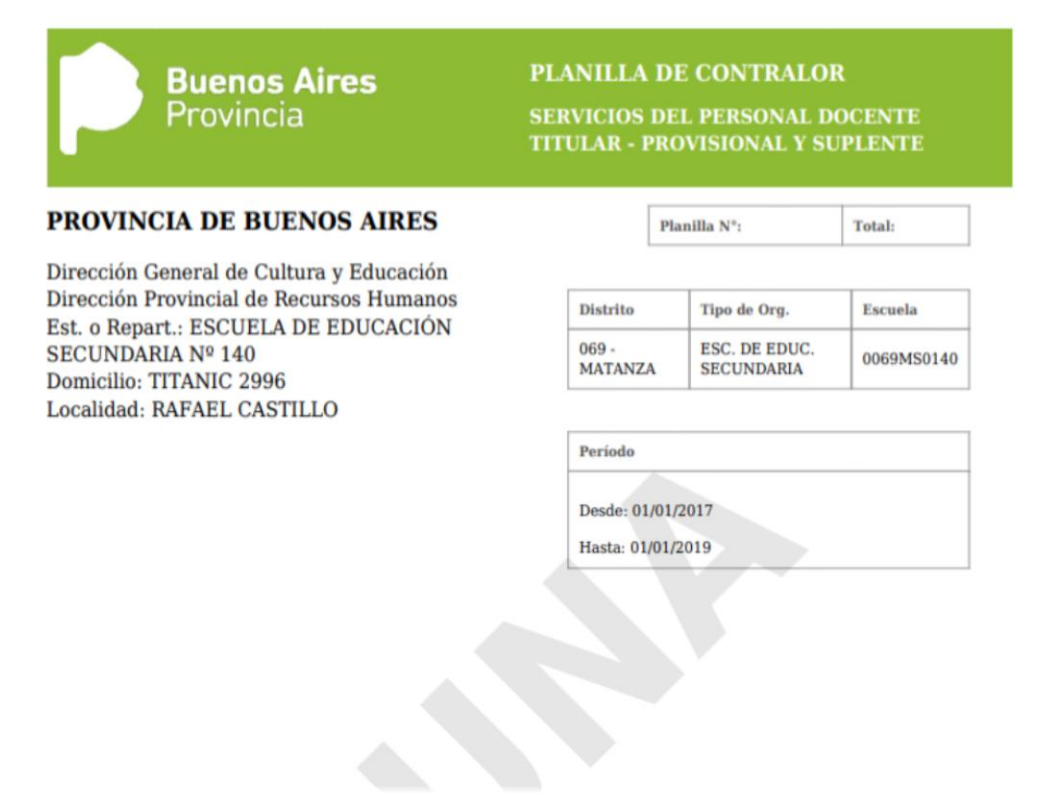 Buenos Aires
Provincia
PLANILLA DE CONTRALOR
SERVICIOS DEL PERSONAL DOCENTE
TITULAR - PROVISIONAL Y SUPLENTE
PROVINCIA DE BUENOS AIRES
Dirección General de Cultura y Educación
Dirección Provincial de Recursos Humanos
Est. o Repart.: ESCUELA DE EDUCACIÓN
SECUNDARIA Nº 140
Domicilio: TITANIC 2996
Localidad: RAFAEL CASTILLO
Planilla N°: Total:
Distrito Tipo de Org. Escuela
069 - MATANZA ESC. DE EDUC. SECUNDARIA 0069MS0140
Período
Desde: 01/01/2017
Hasta: 01/01/2019